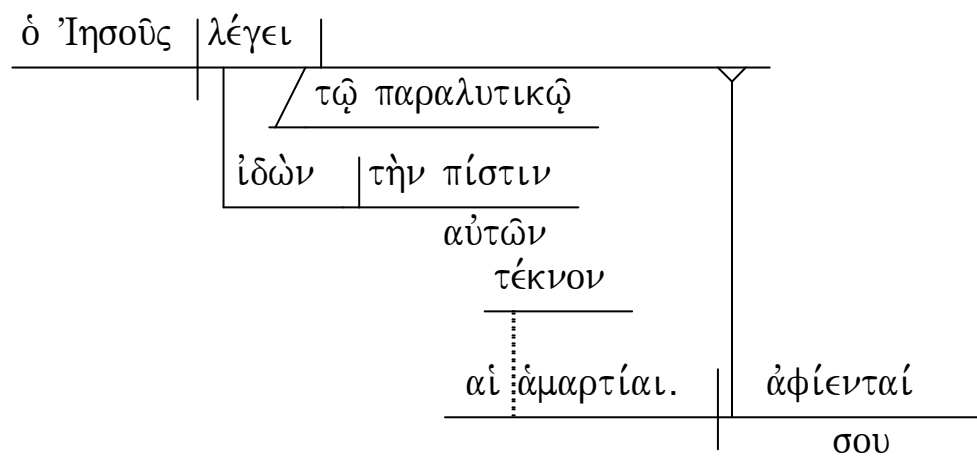 ὁ Ἰησοῦς λέγει
τῷ παραλυτικῷ
ἰδὼν τὴν πίστιν
αὐτῶν
τέκνον
αἱ ἁμαρτίαι. ἀφίενταί
σου